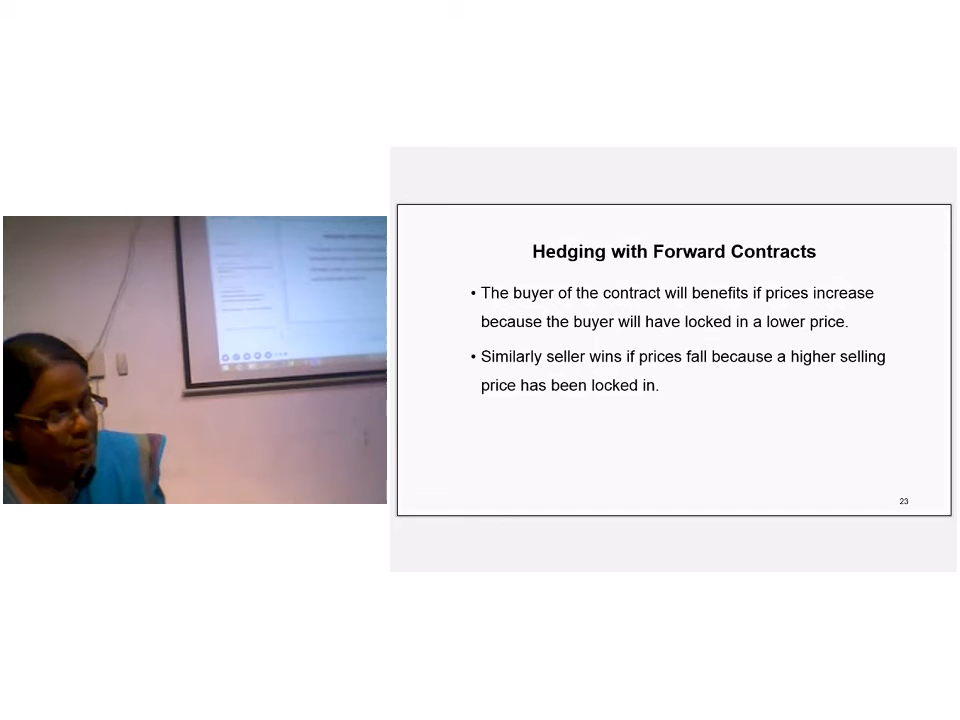 Hedging with Forward Contracts
• The buyer of the contract will benefits if prices increase
because the buyer will have locked in a lower price.
• Similarly seller wins if prices fall because a higher selling
price has been locked in.
23